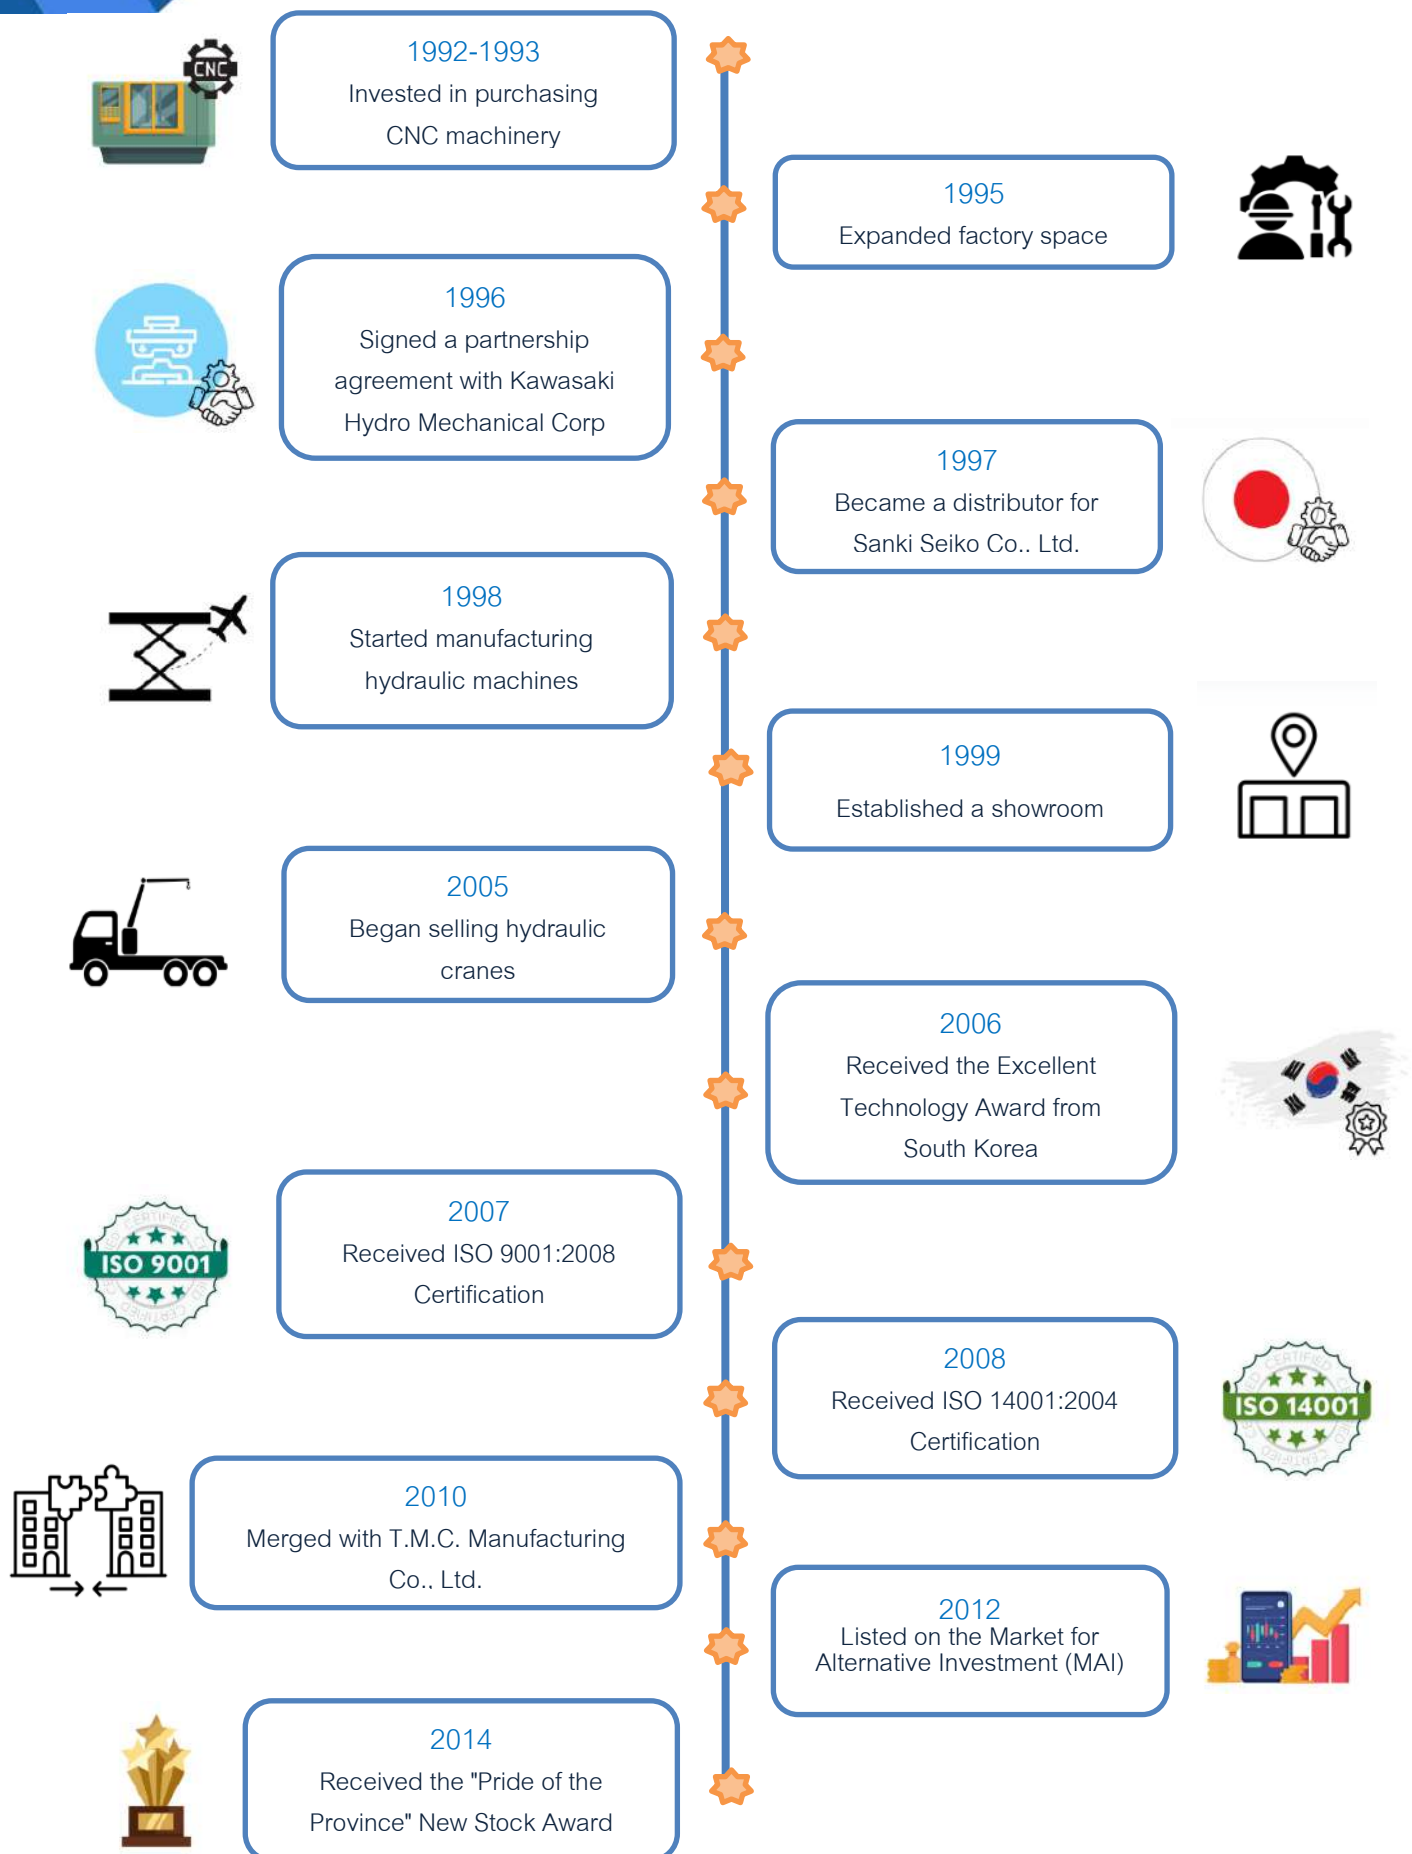 CNC
1992-1993
Invested in purchasing
CNC machinery
1995
Expanded factory space
1996
Signed a partnership
agreement with Kawasaki
Hydro Mechanical Corp
1997
Became a distributor for
Sanki Seiko Co.. Ltd.
1998
Started manufacturing
hydraulic machines
1999
Established a showroom
2005
Began selling hydraulic
cranes
2006
Received the Excellent
Technology Award from
South Korea
CERTIFIED
ISO 9001
CERTIFIED
2007
Received ISO 9001:2008
Certification
2008
Received ISO 14001:2004
Certification
CERTIFIED
ISO 14001
CERTIFIED
2010
Merged with T.M.C. Manufacturing
Co., Ltd.
2012
Listed on the Market for
Alternative Investment (MAI)
2014
Received the "Pride of the
Province" New Stock Award